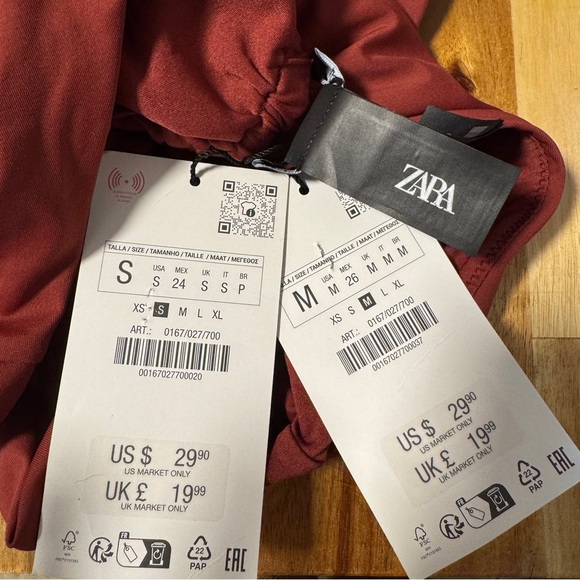 ZARA
TALLA / SIZE / TAMANHO / TAILLE / MAAT / ΜΕΓΕΘΟΣ
S
USA MEX UK IT BR
S 24 S S P
XS S M L XL
ART.: 0167/027/700
00167027700020
US $ 29.90
US MARKET ONLY
UK £ 19.99
UK MARKET ONLY
FSC
FR
22
PAP
EAC
TALLA / SIZE / TAMANHO / TAILLE / MAAT / ΜΕΓΕΘΟΣ
M
USA MEX UK IT BR
M 26 M M M
XS S M L XL
ART.: 0167/027/700
00167027700037
US $ 29.90
US MARKET ONLY
UK £ 19.99
UK MARKET ONLY
FSC
FR
22
PAP
EAC